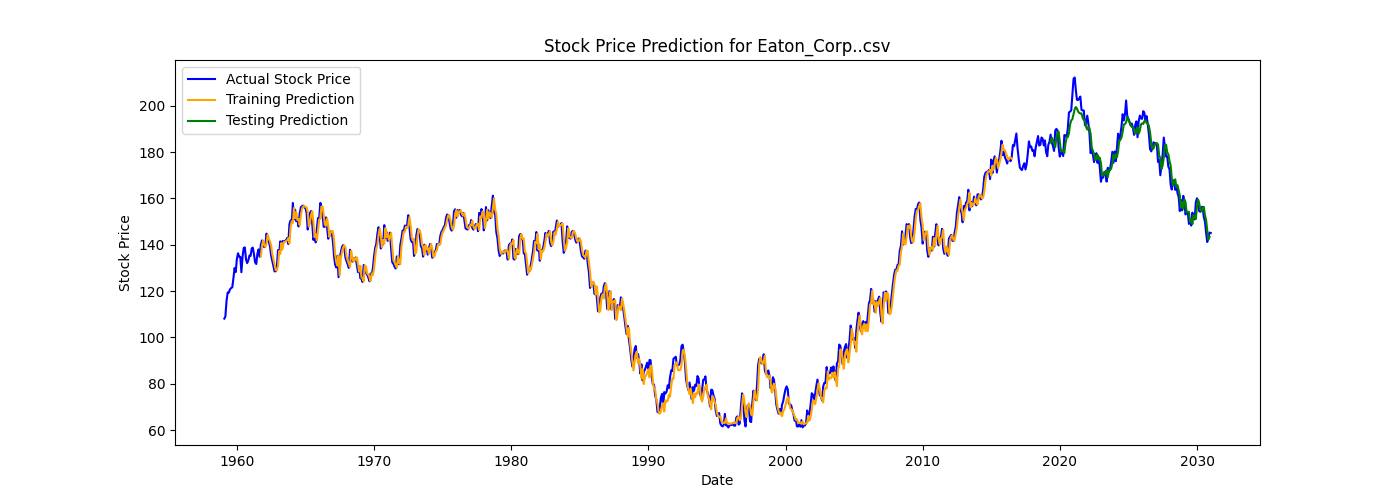 Stock Price Prediction for Eaton_Corp..csv
Actual Stock Price
Training Prediction
Testing Prediction
Stock Price
200
180
160
140
120
100
80
60
1960 1970 1980 1990 2000 2010 2020 2030
Date